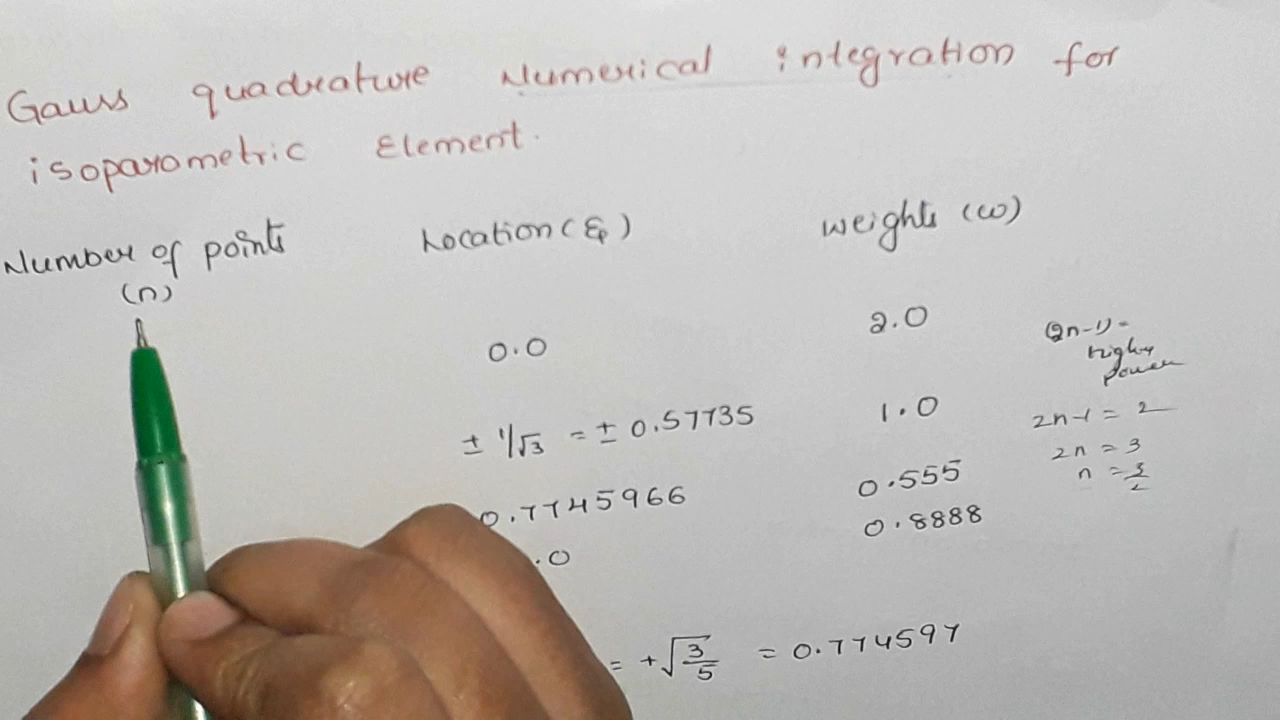 Gauss quadrature Numerical integration for
isoparametric Element.
Number of points Location (ξ) Weights (w)
(n)
0.0 2.0
± 1/√3 = ± 0.57735 1.0
0.7745966 0.555
.0 0.8888
= +√3/5 = 0.774597
(2n-1) =
power
2n-1 = 2
2n = 3
n = 3/2